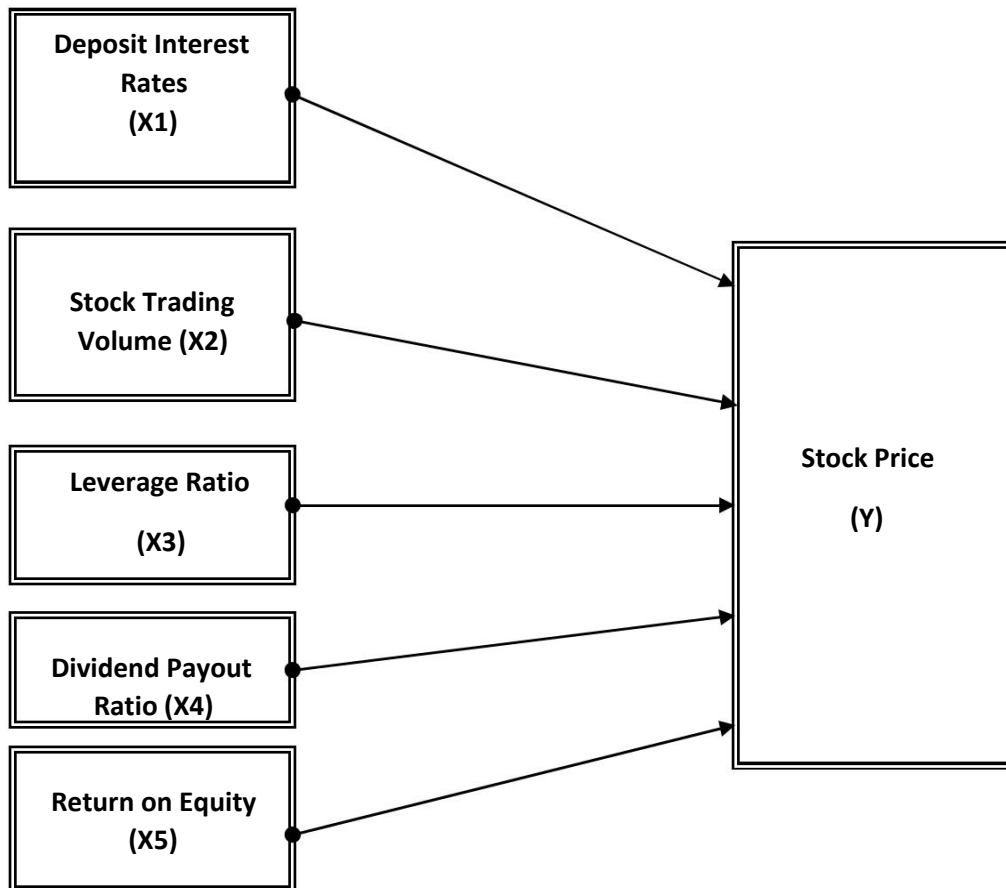 Deposit Interest
Rates
(X1)
Stock Trading
Volume (X2)
Leverage Ratio
(X3)
Dividend Payout
Ratio (X4)
Return on Equity
(X5)
Stock Price
(Y)